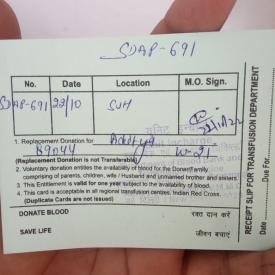 SDAP-691
No. Date Location M.O. Sign.
SDAP-691 22/10 SJH
1. Replacement Donation for Aaditya
B9044 W-21
(Replacement Donation is not Transferable)
2. Voluntary donation entitles the availability of blood for the Donor/Family
comprising of parents, children, wife / Husband and unmarried brother and sisters.
3. This Entitlement is valid for one year subject to the availability of blood.
4. This card is acceptable in all regional transfusion centres, Indian Red Cross.
(Duplicate Cards are not issued)
DONATE BLOOD रक्त दान करें
SAVE LIFE जीवन बचाएं
RECEIPT SLIP FOR TRANSFUSION DEPARTMENT
Date Due For: